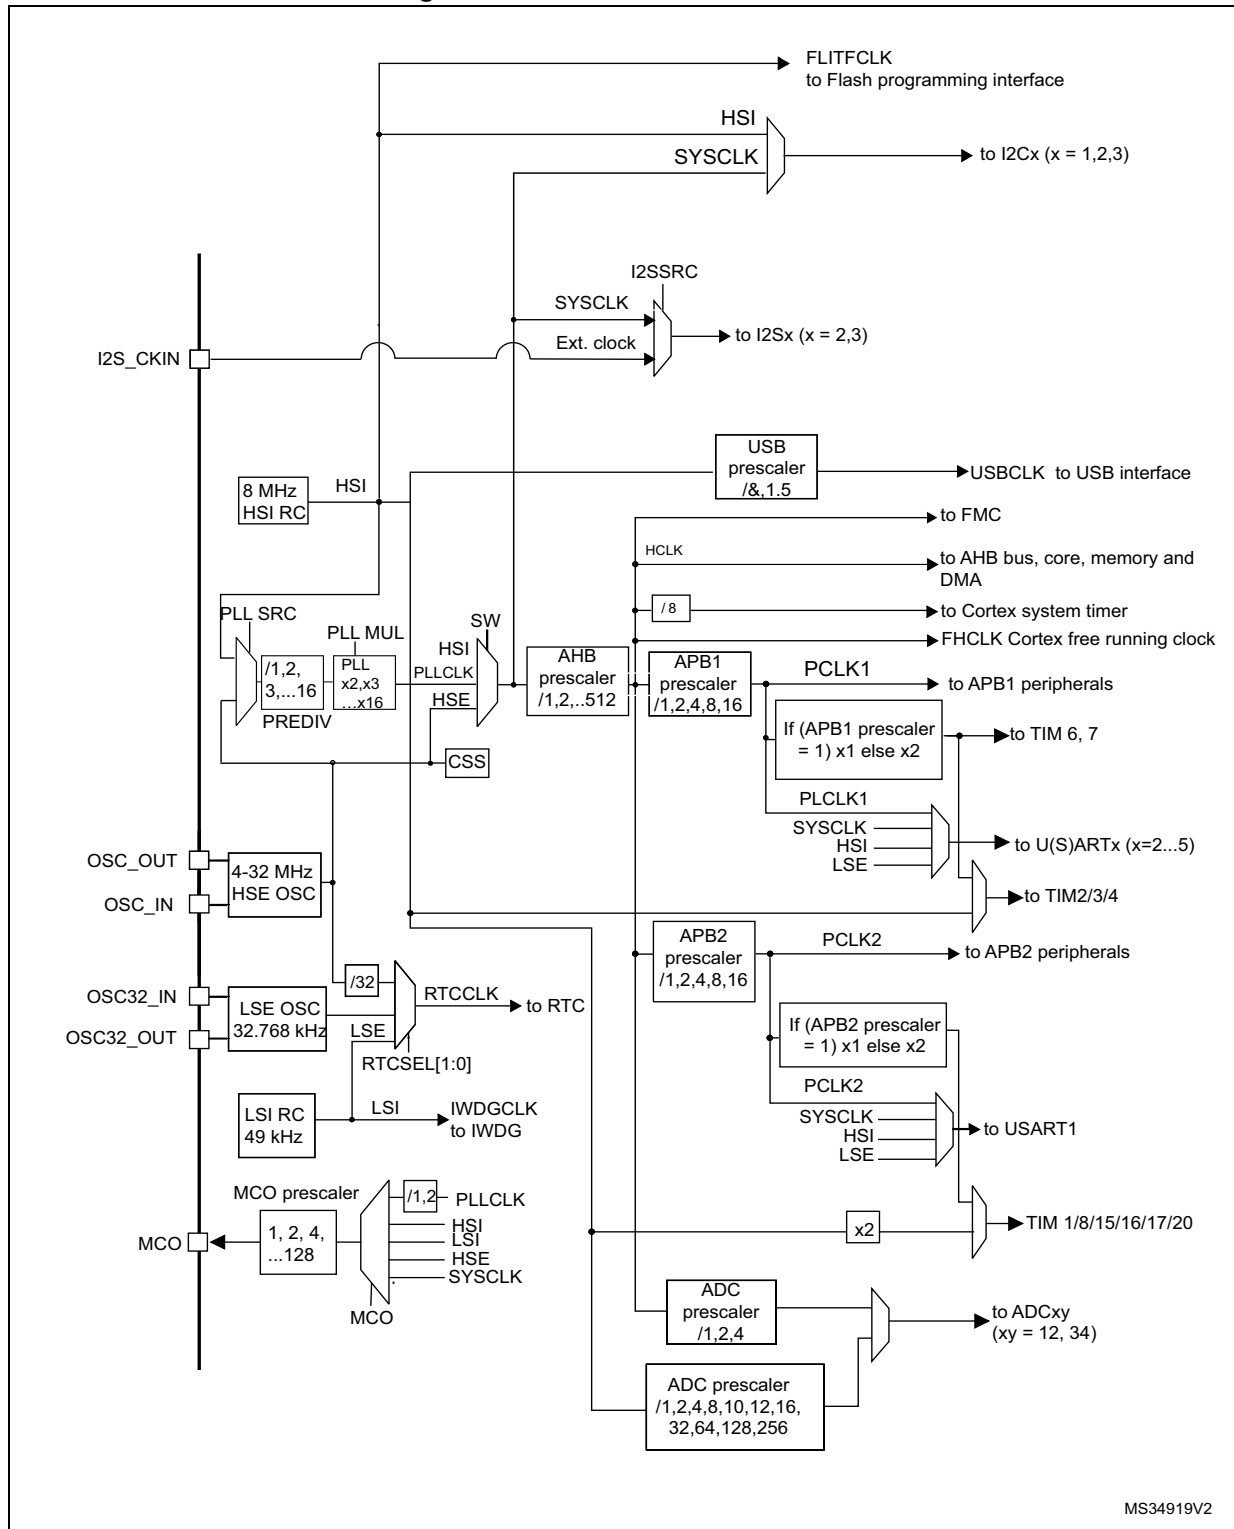 FLITFCLK
to Flash programming interface
HSI
SYSCLK
to I2Cx (x = 1,2,3)
I2SSRC
SYSCLK
to I2Sx (x = 2,3)
Ext. clock
I2S_CKIN
USB
prescaler
/&,1.5
USBCLK to USB interface
8 MHz
HSI RC
HSI
to FMC
HCLK
to AHB bus, core, memory and
DMA
/ 8
to Cortex system timer
FHCLK Cortex free running clock
PLL SRC
PLL MUL
SW
HSI
/1,2,
3,...16
PREDIV
PLL
x2,x3
...x16
PLLCLK
HSE
AHB
prescaler
/1,2,..512
APB1
prescaler
/1,2,4,8,16
PCLK1
to APB1 peripherals
If (APB1 prescaler
= 1) x1 else x2
to TIM 6, 7
CSS
PLCLK1
SYSCLK
HSI
LSE
to U(S)ARTx (x=2...5)
OSC_OUT
OSC_IN
4-32 MHz
HSE OSC
to TIM2/3/4
APB2
prescaler
/1,2,4,8,16
PCLK2
to APB2 peripherals
/32
OSC32_IN
OSC32_OUT
LSE OSC
32.768 kHz
LSE
RTCCLK
to RTC
RTCSEL[1:0]
If (APB2 prescaler
= 1) x1 else x2
PCLK2
SYSCLK
HSI
LSE
to USART1
LSI RC
49 kHz
LSI
IWDGCLK
to IWDG
MCO prescaler
/1,2
PLLCLK
HSI
LSI
HSE
SYSCLK
1, 2, 4,
...128
MCO
MCO
x2
TIM 1/8/15/16/17/20
ADC
prescaler
/1,2,4
to ADCxy
(xy = 12, 34)
ADC prescaler
/1,2,4,8,10,12,16,
32,64,128,256
MS34919V2